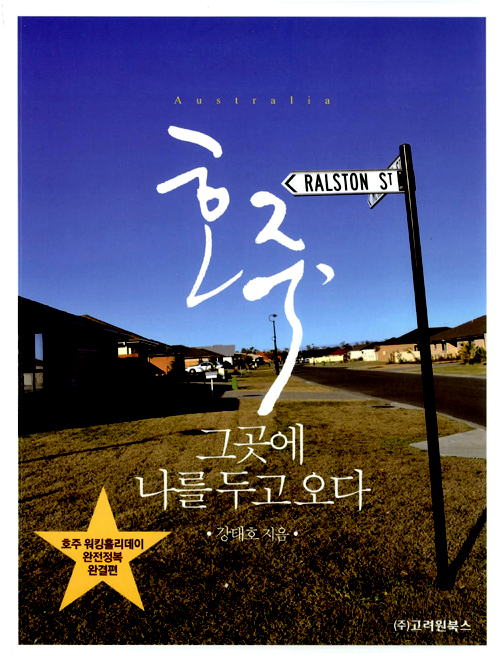 Australia
호주
RALSTON ST
그곳에
나를 두고 오다
• 강태호 지음 •
호주 워킹홀리데이
완전정복
완결편
(주)고려원북스